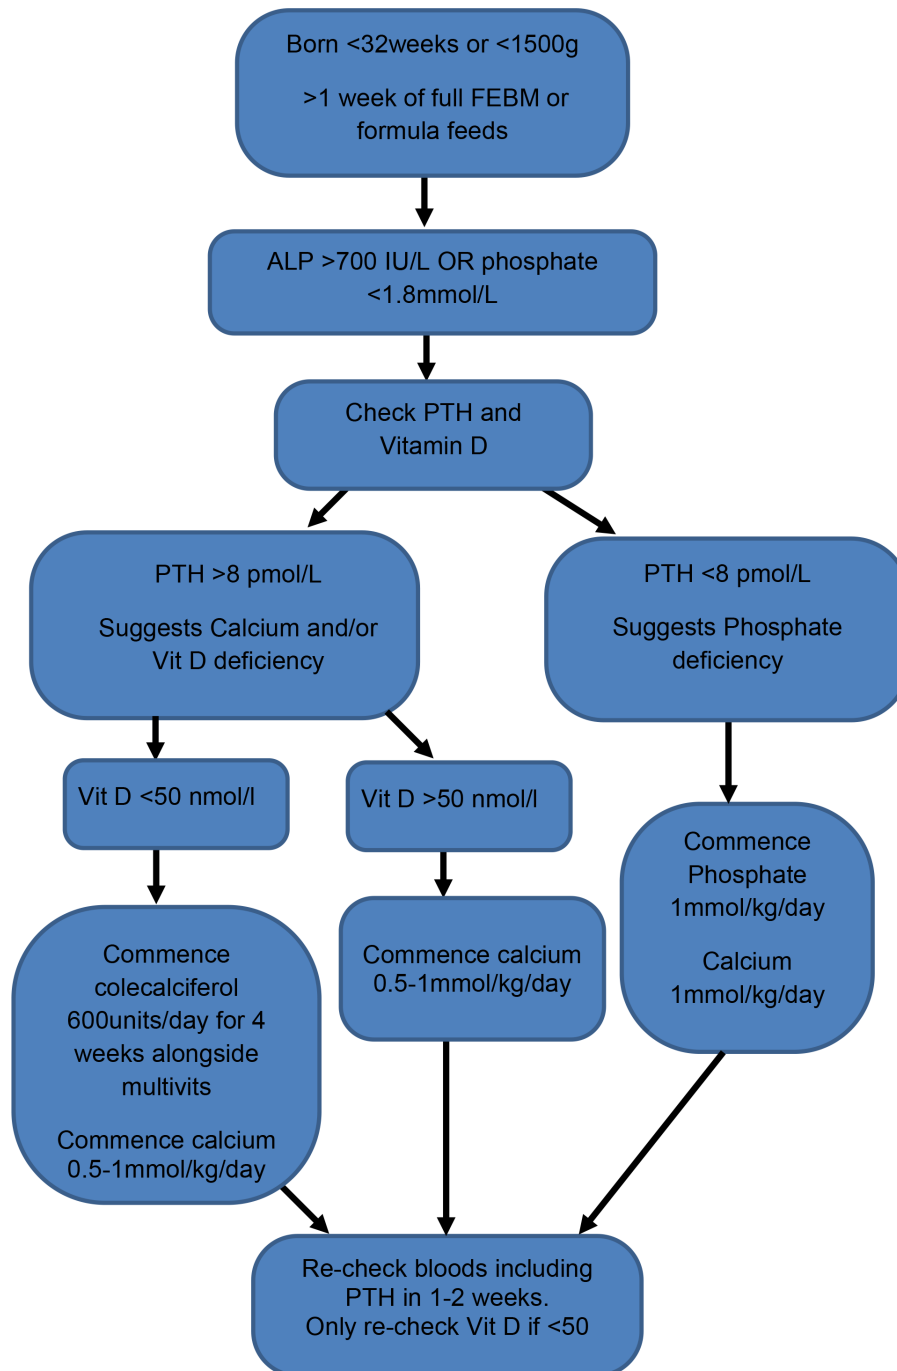 Born <32weeks or <1500g
>1 week of full FEBM or
formula feeds
ALP >700 IU/L OR phosphate
<1.8mmol/L
Check PTH and
Vitamin D
PTH >8 pmol/L
Suggests Calcium and/or
Vit D deficiency
PTH <8 pmol/L
Suggests Phosphate
deficiency
Vit D <50 nmol/l
Vit D >50 nmol/l
Commence
Phosphate
1mmol/kg/day
Calcium
1mmol/kg/day
Commence
colecalciferol
600units/day for 4
weeks alongside
multivits
Commence calcium
0.5-1mmol/kg/day
Commence calcium
0.5-1mmol/kg/day
Re-check bloods including
PTH in 1-2 weeks.
Only re-check Vit D if <50